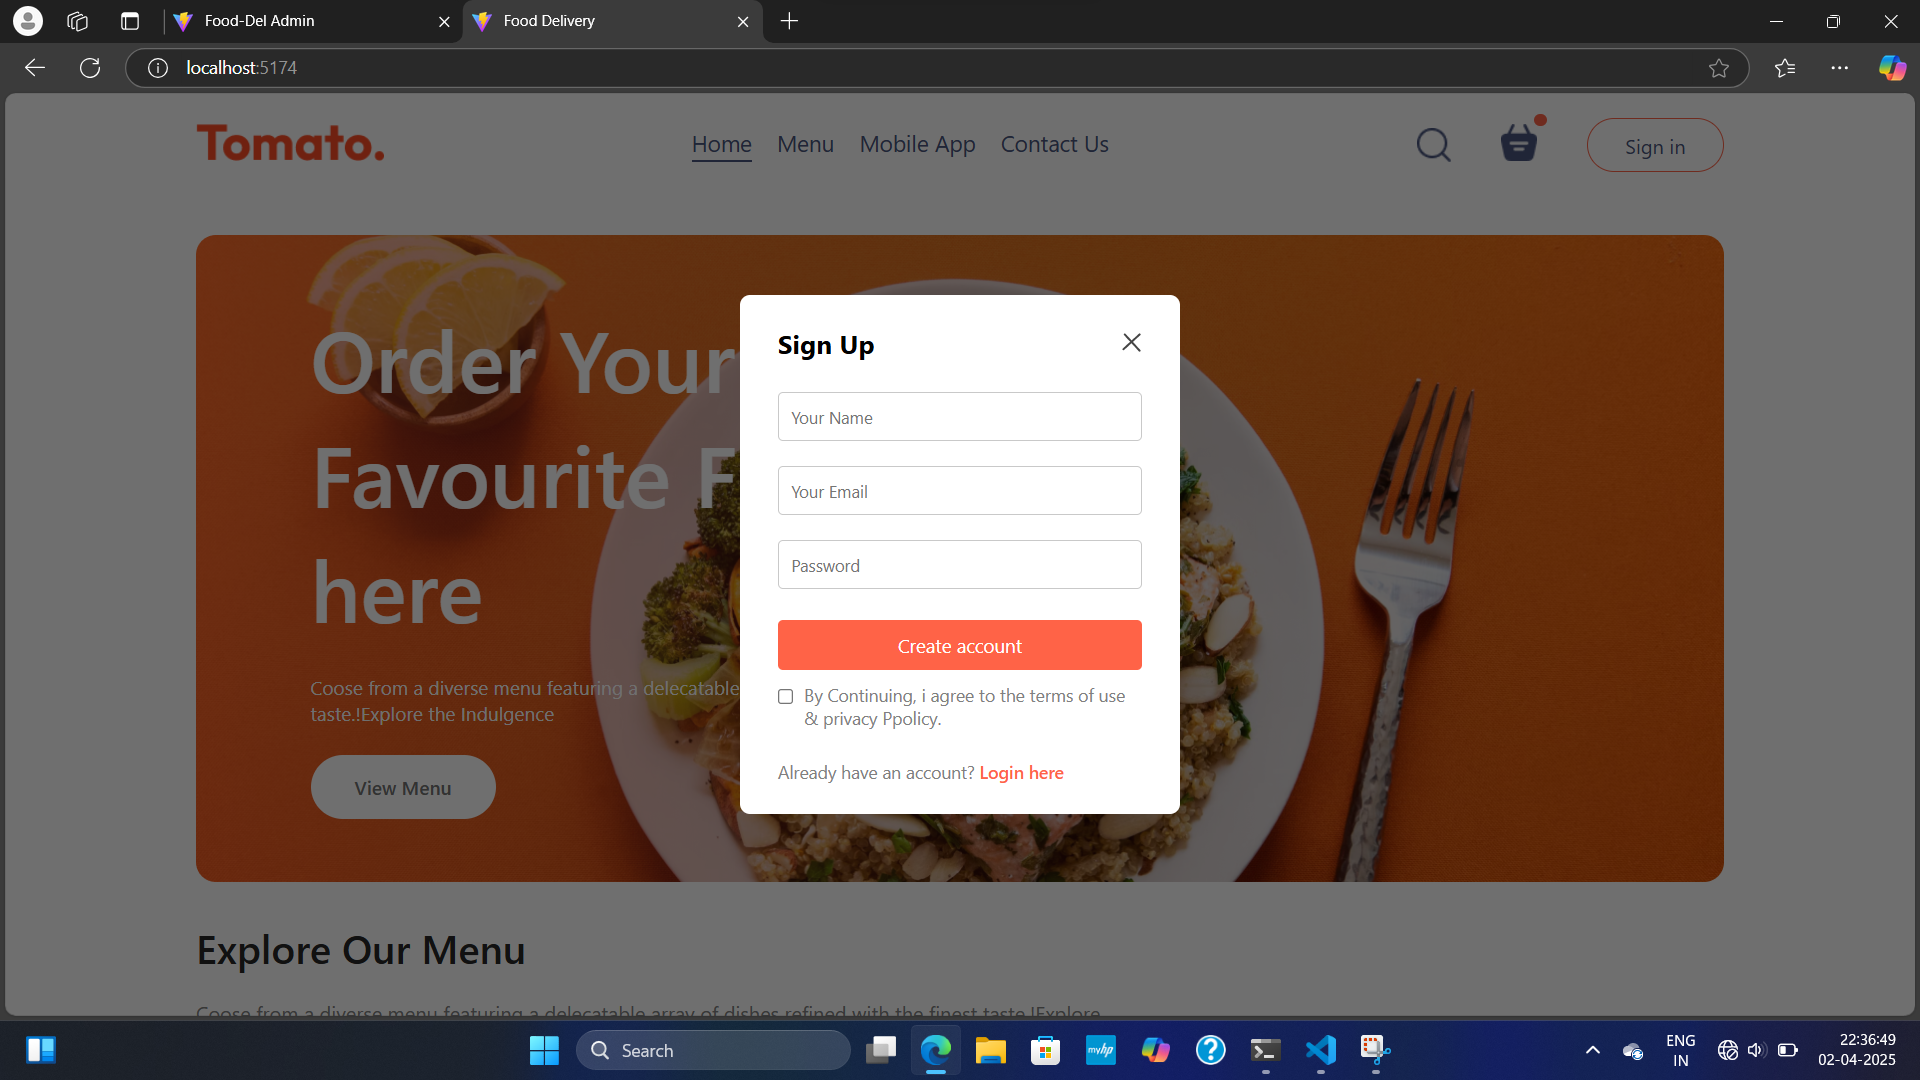 Food-Del Admin
Food Delivery
localhost:5174
Tomato.
Home
Menu
Mobile App
Contact Us
Sign in
Order Your
Favourite F
here
Coose from a diverse menu featuring a delecatable
taste.!Explore the Indulgence
View Menu
Sign Up
Your Name
Your Email
Password
Create account
By Continuing, i agree to the terms of use
& privacy Ppolicy.
Already have an account? Login here
Explore Our Menu
Coose from a diverse menu featuring a delecatable array of dishes refined with the finest taste.!Explore
Search
myhp
ENG
IN
22:36:49
02-04-2025